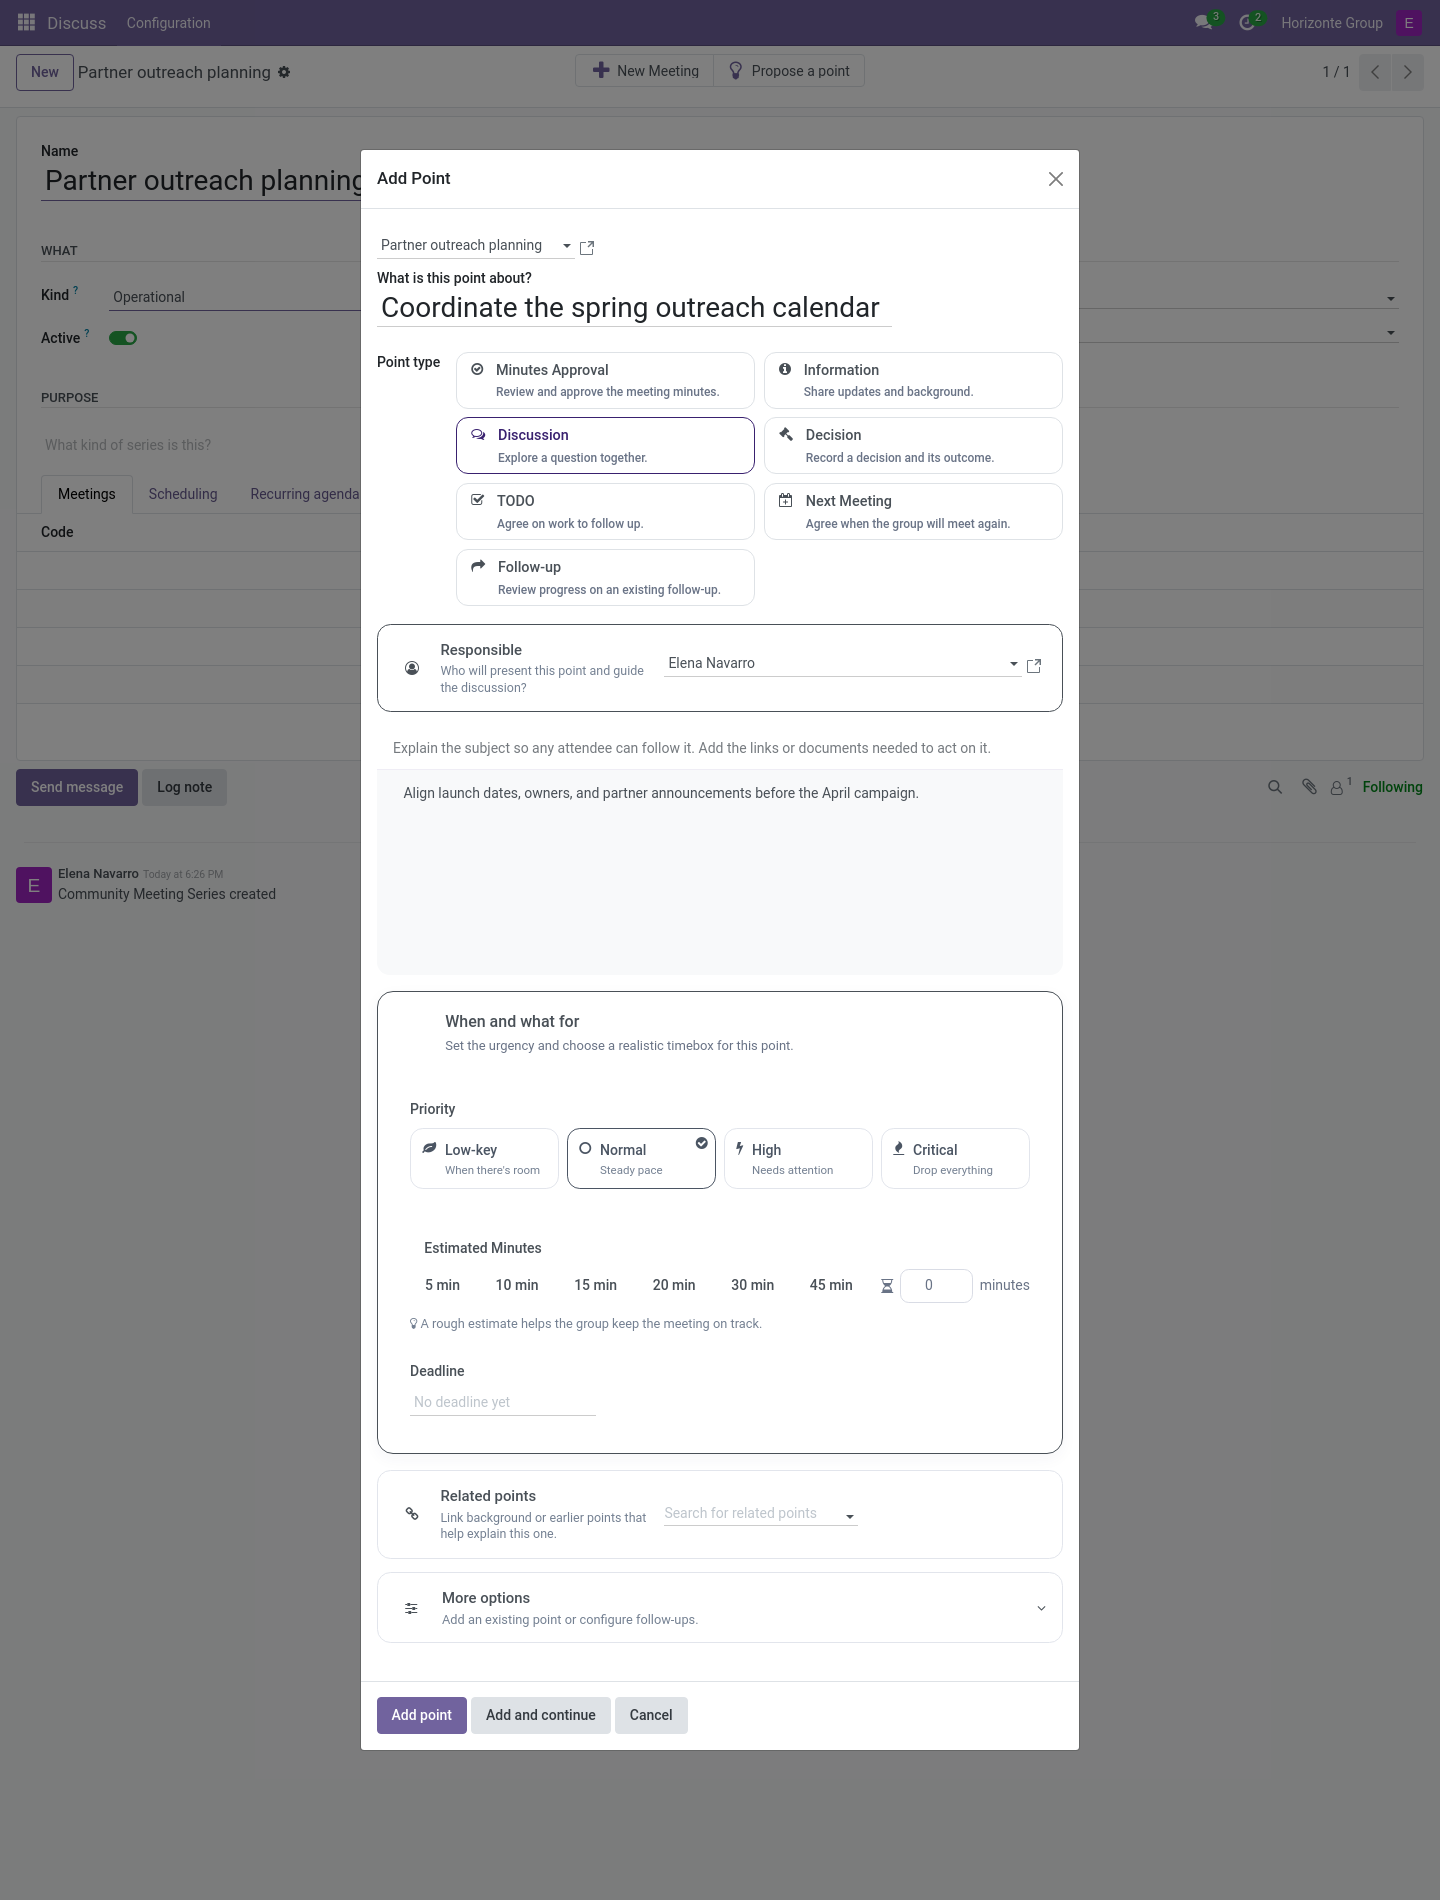 Discuss
Configuration
3
2
Horizonte Group
E
New
Partner outreach planning
New Meeting
Propose a point
1 / 1
Name
Partner outreach planning
WHAT
Kind ?
Operational
Active ?
PURPOSE
What kind of series is this?
Meetings
Scheduling
Recurring agenda
Code
Send message
Log note
1
Following
E
Elena Navarro Today at 6:26 PM
Community Meeting Series created
Add Point
Partner outreach planning
What is this point about?
Coordinate the spring outreach calendar
Point type
Minutes Approval
Review and approve the meeting minutes.
Information
Share updates and background.
Discussion
Explore a question together.
Decision
Record a decision and its outcome.
TODO
Agree on work to follow up.
Next Meeting
Agree when the group will meet again.
Follow-up
Review progress on an existing follow-up.
Responsible
Who will present this point and guide
the discussion?
Elena Navarro
Explain the subject so any attendee can follow it. Add the links or documents needed to act on it.
Align launch dates, owners, and partner announcements before the April campaign.
When and what for
Set the urgency and choose a realistic timebox for this point.
Priority
Low-key
When there's room
Normal
Steady pace
High
Needs attention
Critical
Drop everything
Estimated Minutes
5 min
10 min
15 min
20 min
30 min
45 min
0
minutes
A rough estimate helps the group keep the meeting on track.
Deadline
No deadline yet
Related points
Link background or earlier points that
help explain this one.
Search for related points
More options
Add an existing point or configure follow-ups.
Add point
Add and continue
Cancel